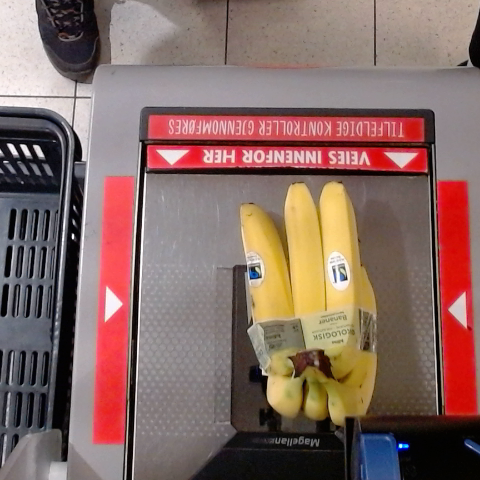 TILFELDIGE KONTROLLER GJENNOMFØRES
VEIES INNENFOR HER
ØKOLOGISK
Bananer
Magellan